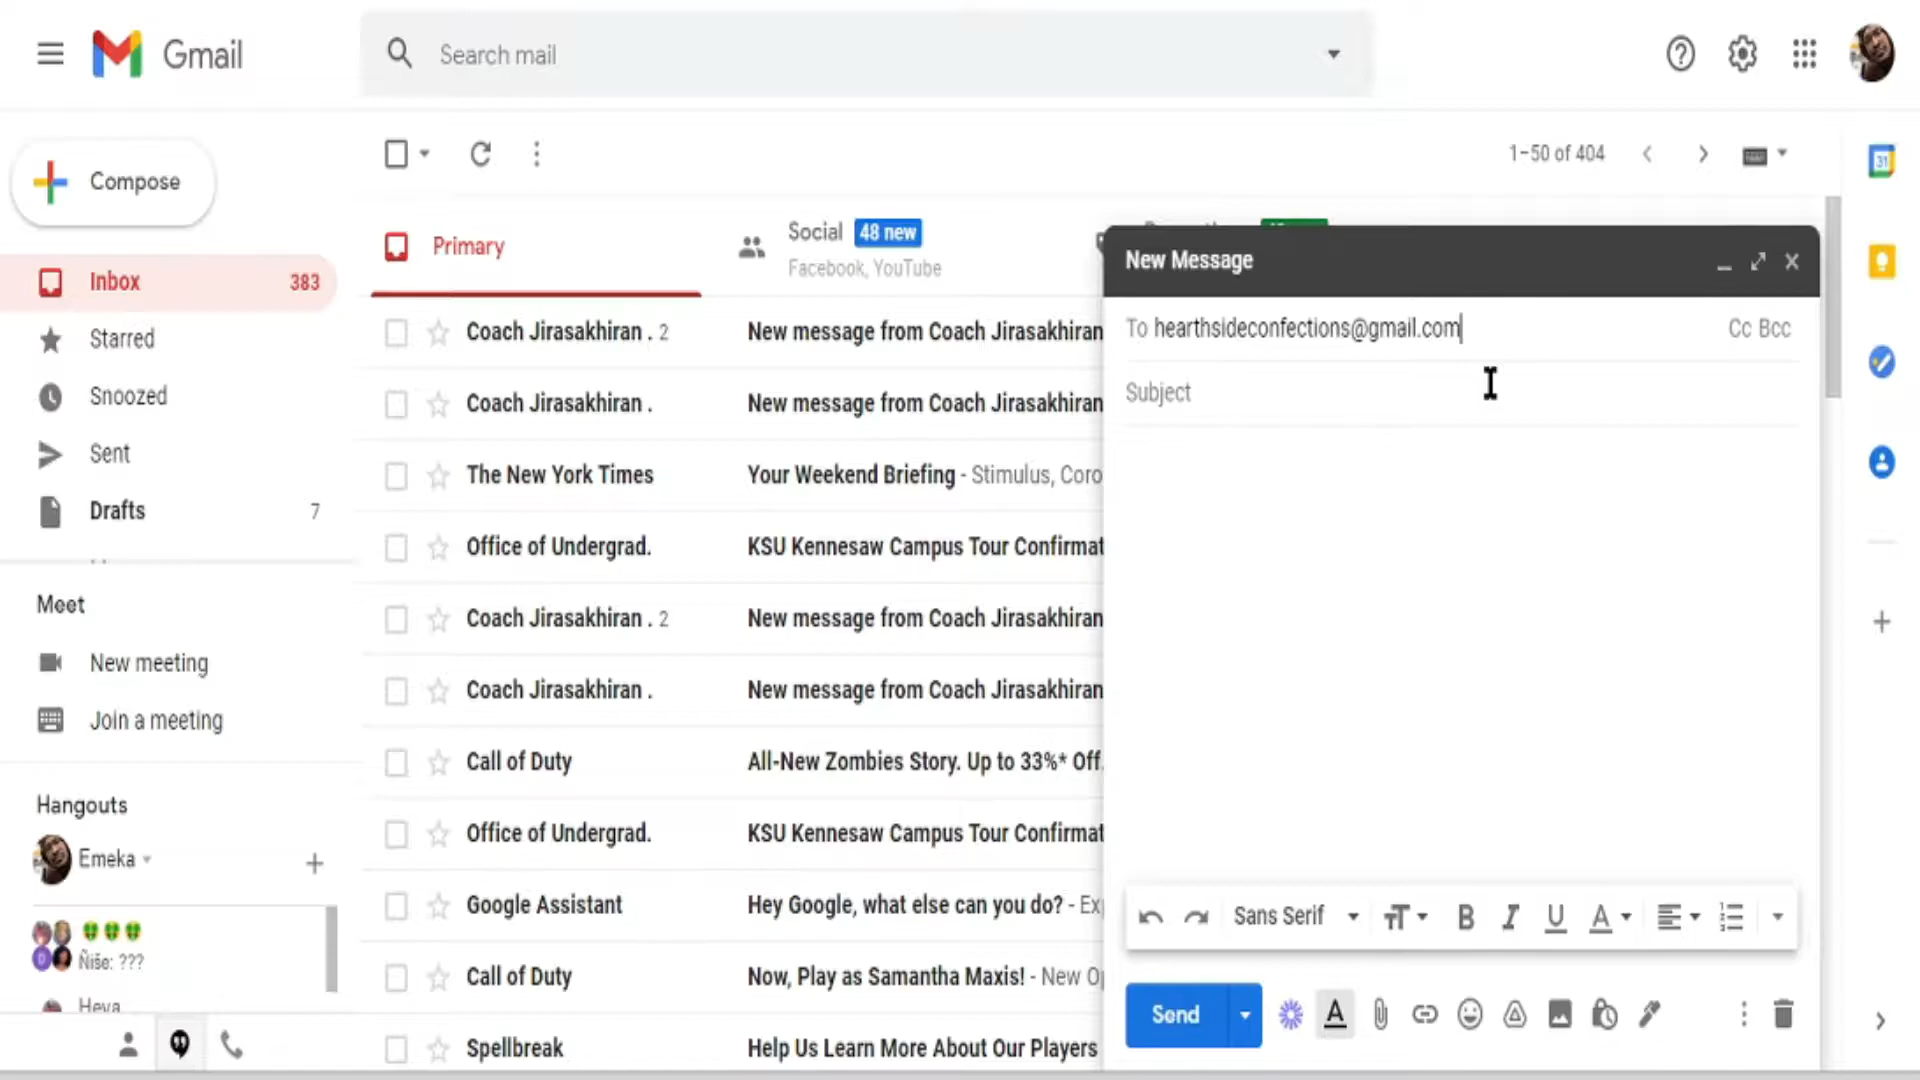 Gmail
Search mail
Compose
1–50 of 404
Primary
Social 48 new
Facebook, YouTube
Inbox 383
Starred
Snoozed
Sent
Drafts 7
Meet
New meeting
Join a meeting
Hangouts
Emeka
Ñiše: ???
Heya
Coach Jirasakhiran . 2 New message from Coach Jirasakhiran
Coach Jirasakhiran . New message from Coach Jirasakhiran
The New York Times Your Weekend Briefing - Stimulus, Coro
Office of Undergrad. KSU Kennesaw Campus Tour Confirmat
Coach Jirasakhiran . 2 New message from Coach Jirasakhiran
Coach Jirasakhiran . New message from Coach Jirasakhiran
Call of Duty All-New Zombies Story. Up to 33%* Off.
Office of Undergrad. KSU Kennesaw Campus Tour Confirmat
Google Assistant Hey Google, what else can you do? - Ex
Call of Duty Now, Play as Samantha Maxis! - New Op
Spellbreak Help Us Learn More About Our Players
New Message
To hearthsideconfections@gmail.com Cc Bcc
Subject
Sans Serif
Send
31